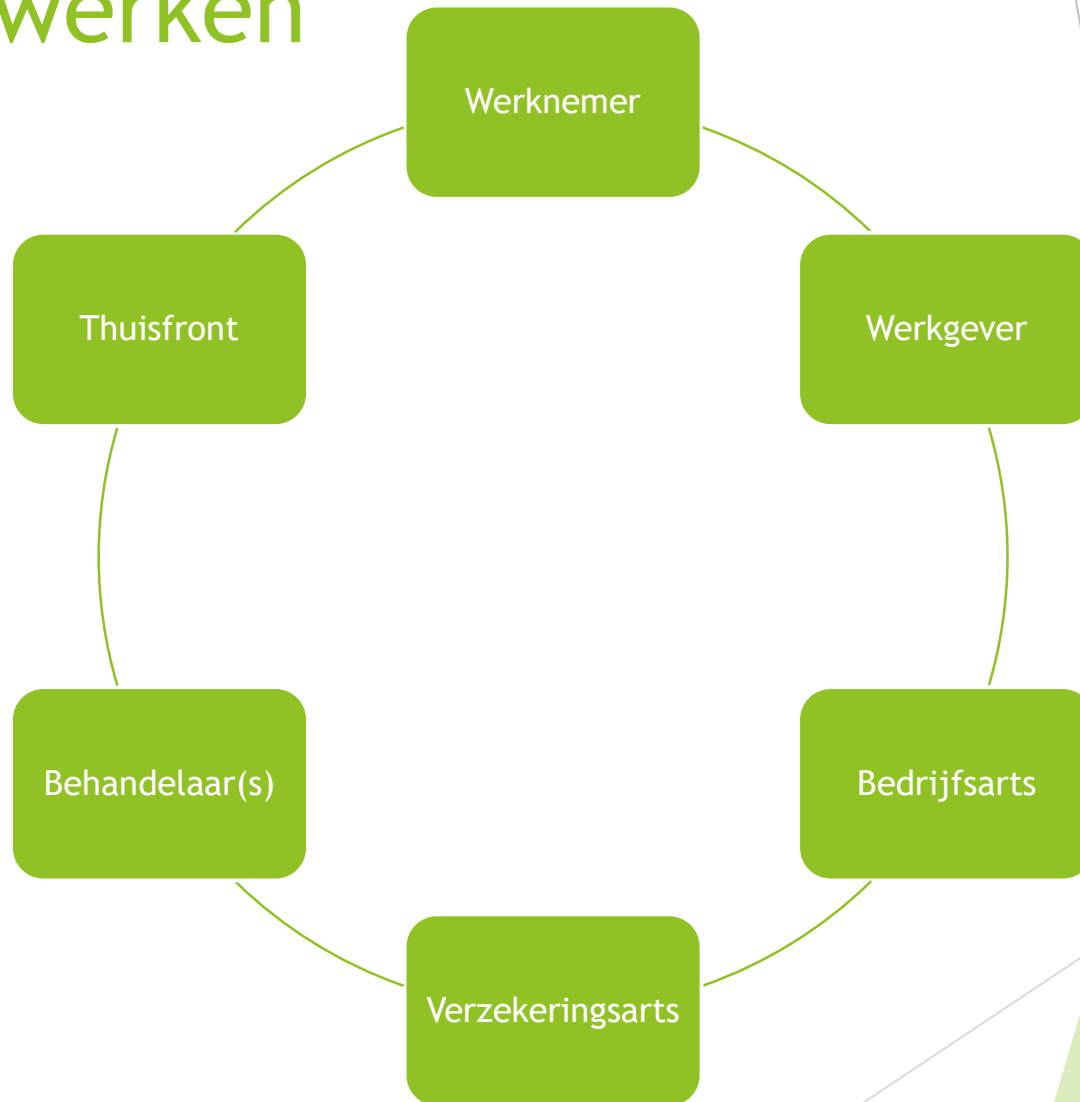 werken
Werknemer
Thuisfront
Werkgever
Behandelaar(s)
Bedrijfsarts
Verzekeringsarts